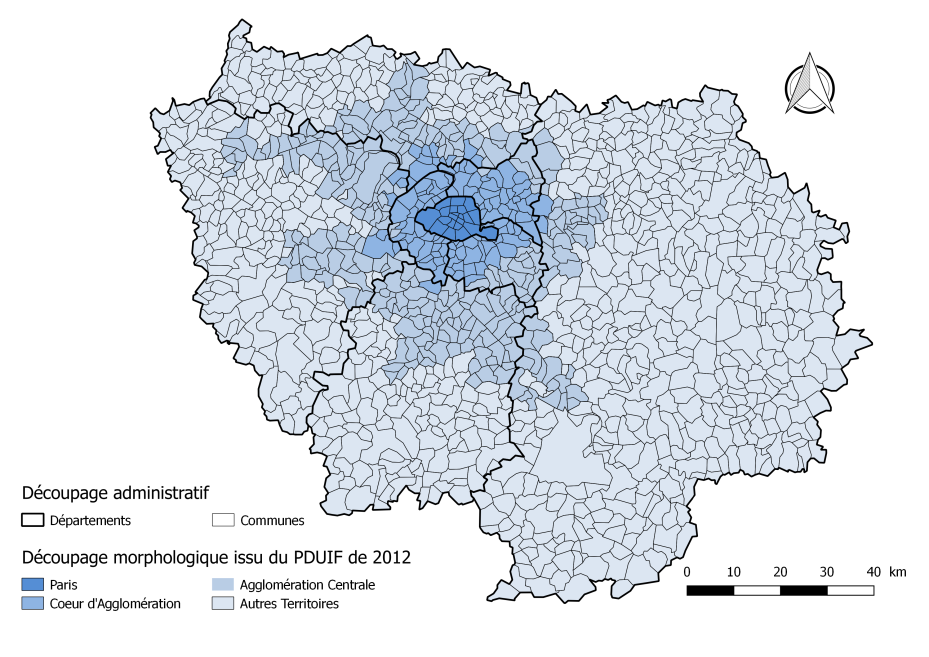 Découpage administratif
Départements
Communes
Découpage morphologique issu du PDUIF de 2012
Paris
Agglomération Centrale
Coeur d'Agglomération
Autres Territoires
0 10 20 30 40 km